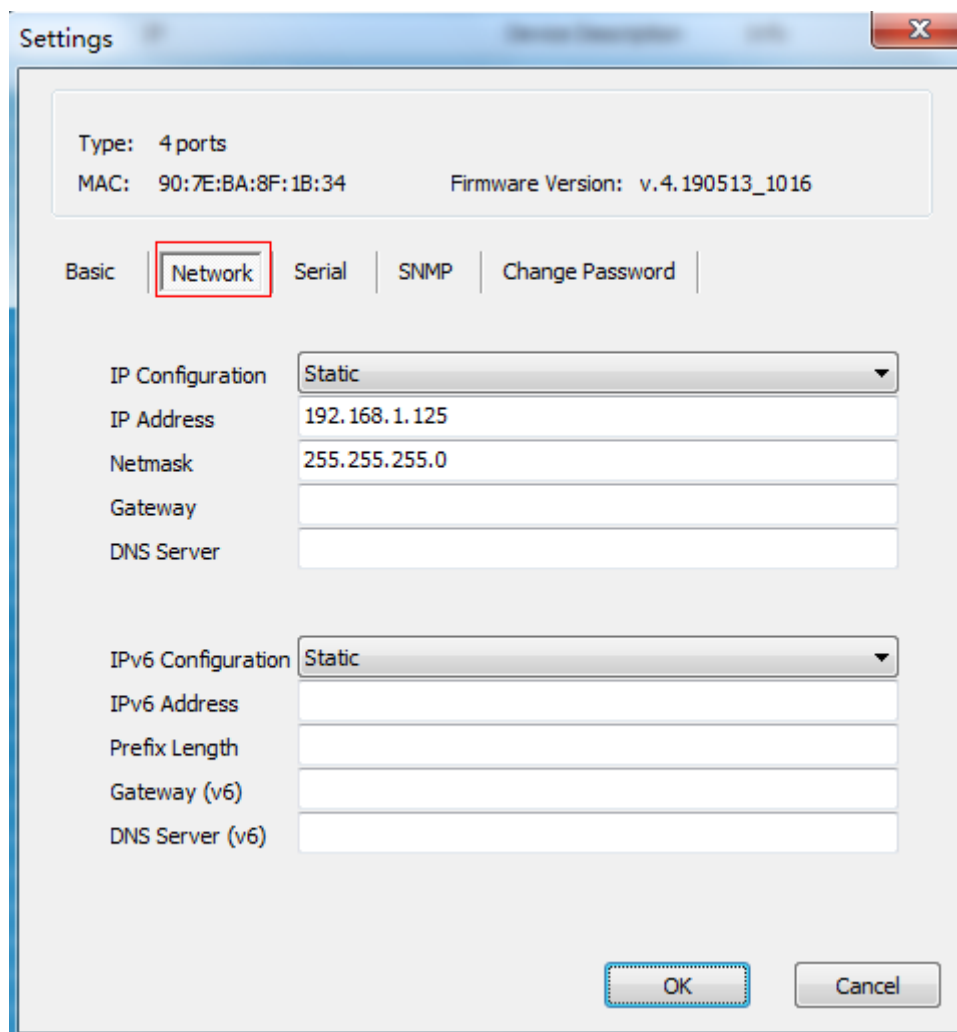 Settings
Type: 4 ports
MAC: 90:7E:BA:8F:1B:34 Firmware Version: v.4.190513_1016
Basic Network Serial SNMP Change Password
IP Configuration Static
IP Address 192.168.1.125
Netmask 255.255.255.0
Gateway
DNS Server
IPv6 Configuration Static
IPv6 Address
Prefix Length
Gateway (v6)
DNS Server (v6)
OK Cancel